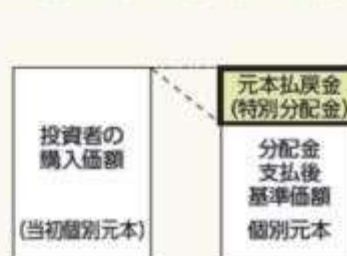 投資者の
購入価額
(当初個別元本)
元本払戻金
(特別分配金)
分配金
支払後
基準価額
個別元本